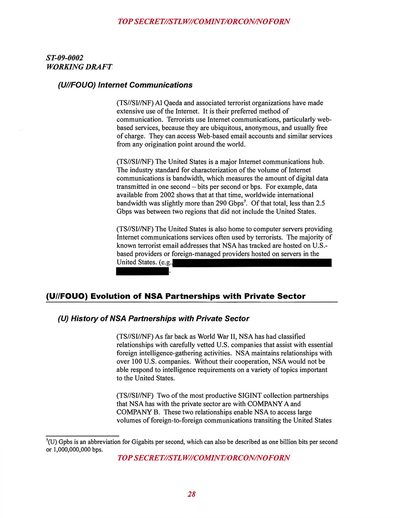 TOP SECRET//STLW//COMINT/ORCON/NOFORN
ST-09-0002
WORKING DRAFT
(U//FOUO) Internet Communications
(TS//SI//NF) Al Qaeda and associated terrorist organizations have made
extensive use of the Internet. It is their preferred method of
communication. Terrorists use Internet communications, particularly web-
based services, because they are ubiquitous, anonymous, and usually free
of charge. They can access Web-based email accounts and similar services
from any origination point around the world.
(TS//SI//NF) The United States is a major Internet communications hub.
The industry standard for characterization of the volume of Internet
communications is bandwidth, which measures the amount of digital data
transmitted in one second – bits per second or bps. For example, data
available from 2002 shows that at that time, worldwide international
bandwidth was slightly more than 290 Gbps³. Of that total, less than 2.5
Gbps was between two regions that did not include the United States.
(TS//SI//NF) The United States is also home to computer servers providing
Internet communications services often used by terrorists. The majority of
known terrorist email addresses that NSA has tracked are hosted on U.S.-
based providers or foreign-managed providers hosted on servers in the
United States. (e.g.,
(U//FOUO) Evolution of NSA Partnerships with Private Sector
(U) History of NSA Partnerships with Private Sector
(TS//SI//NF) As far back as World War II, NSA has had classified
relationships with carefully vetted U.S. companies that assist with essential
foreign intelligence-gathering activities. NSA maintains relationships with
over 100 U.S. companies. Without their cooperation, NSA would not be
able respond to intelligence requirements on a variety of topics important
to the United States.
(TS//SI//NF) Two of the most productive SIGINT collection partnerships
that NSA has with the private sector are with COMPANY A and
COMPANY B. These two relationships enable NSA to access large
volumes of foreign-to-foreign communications transiting the United States
³(U) Gpbs is an abbreviation for Gigabits per second, which can also be described as one billion bits per second
or 1,000,000,000 bps.
TOP SECRET//STLW//COMINT/ORCON/NOFORN
28